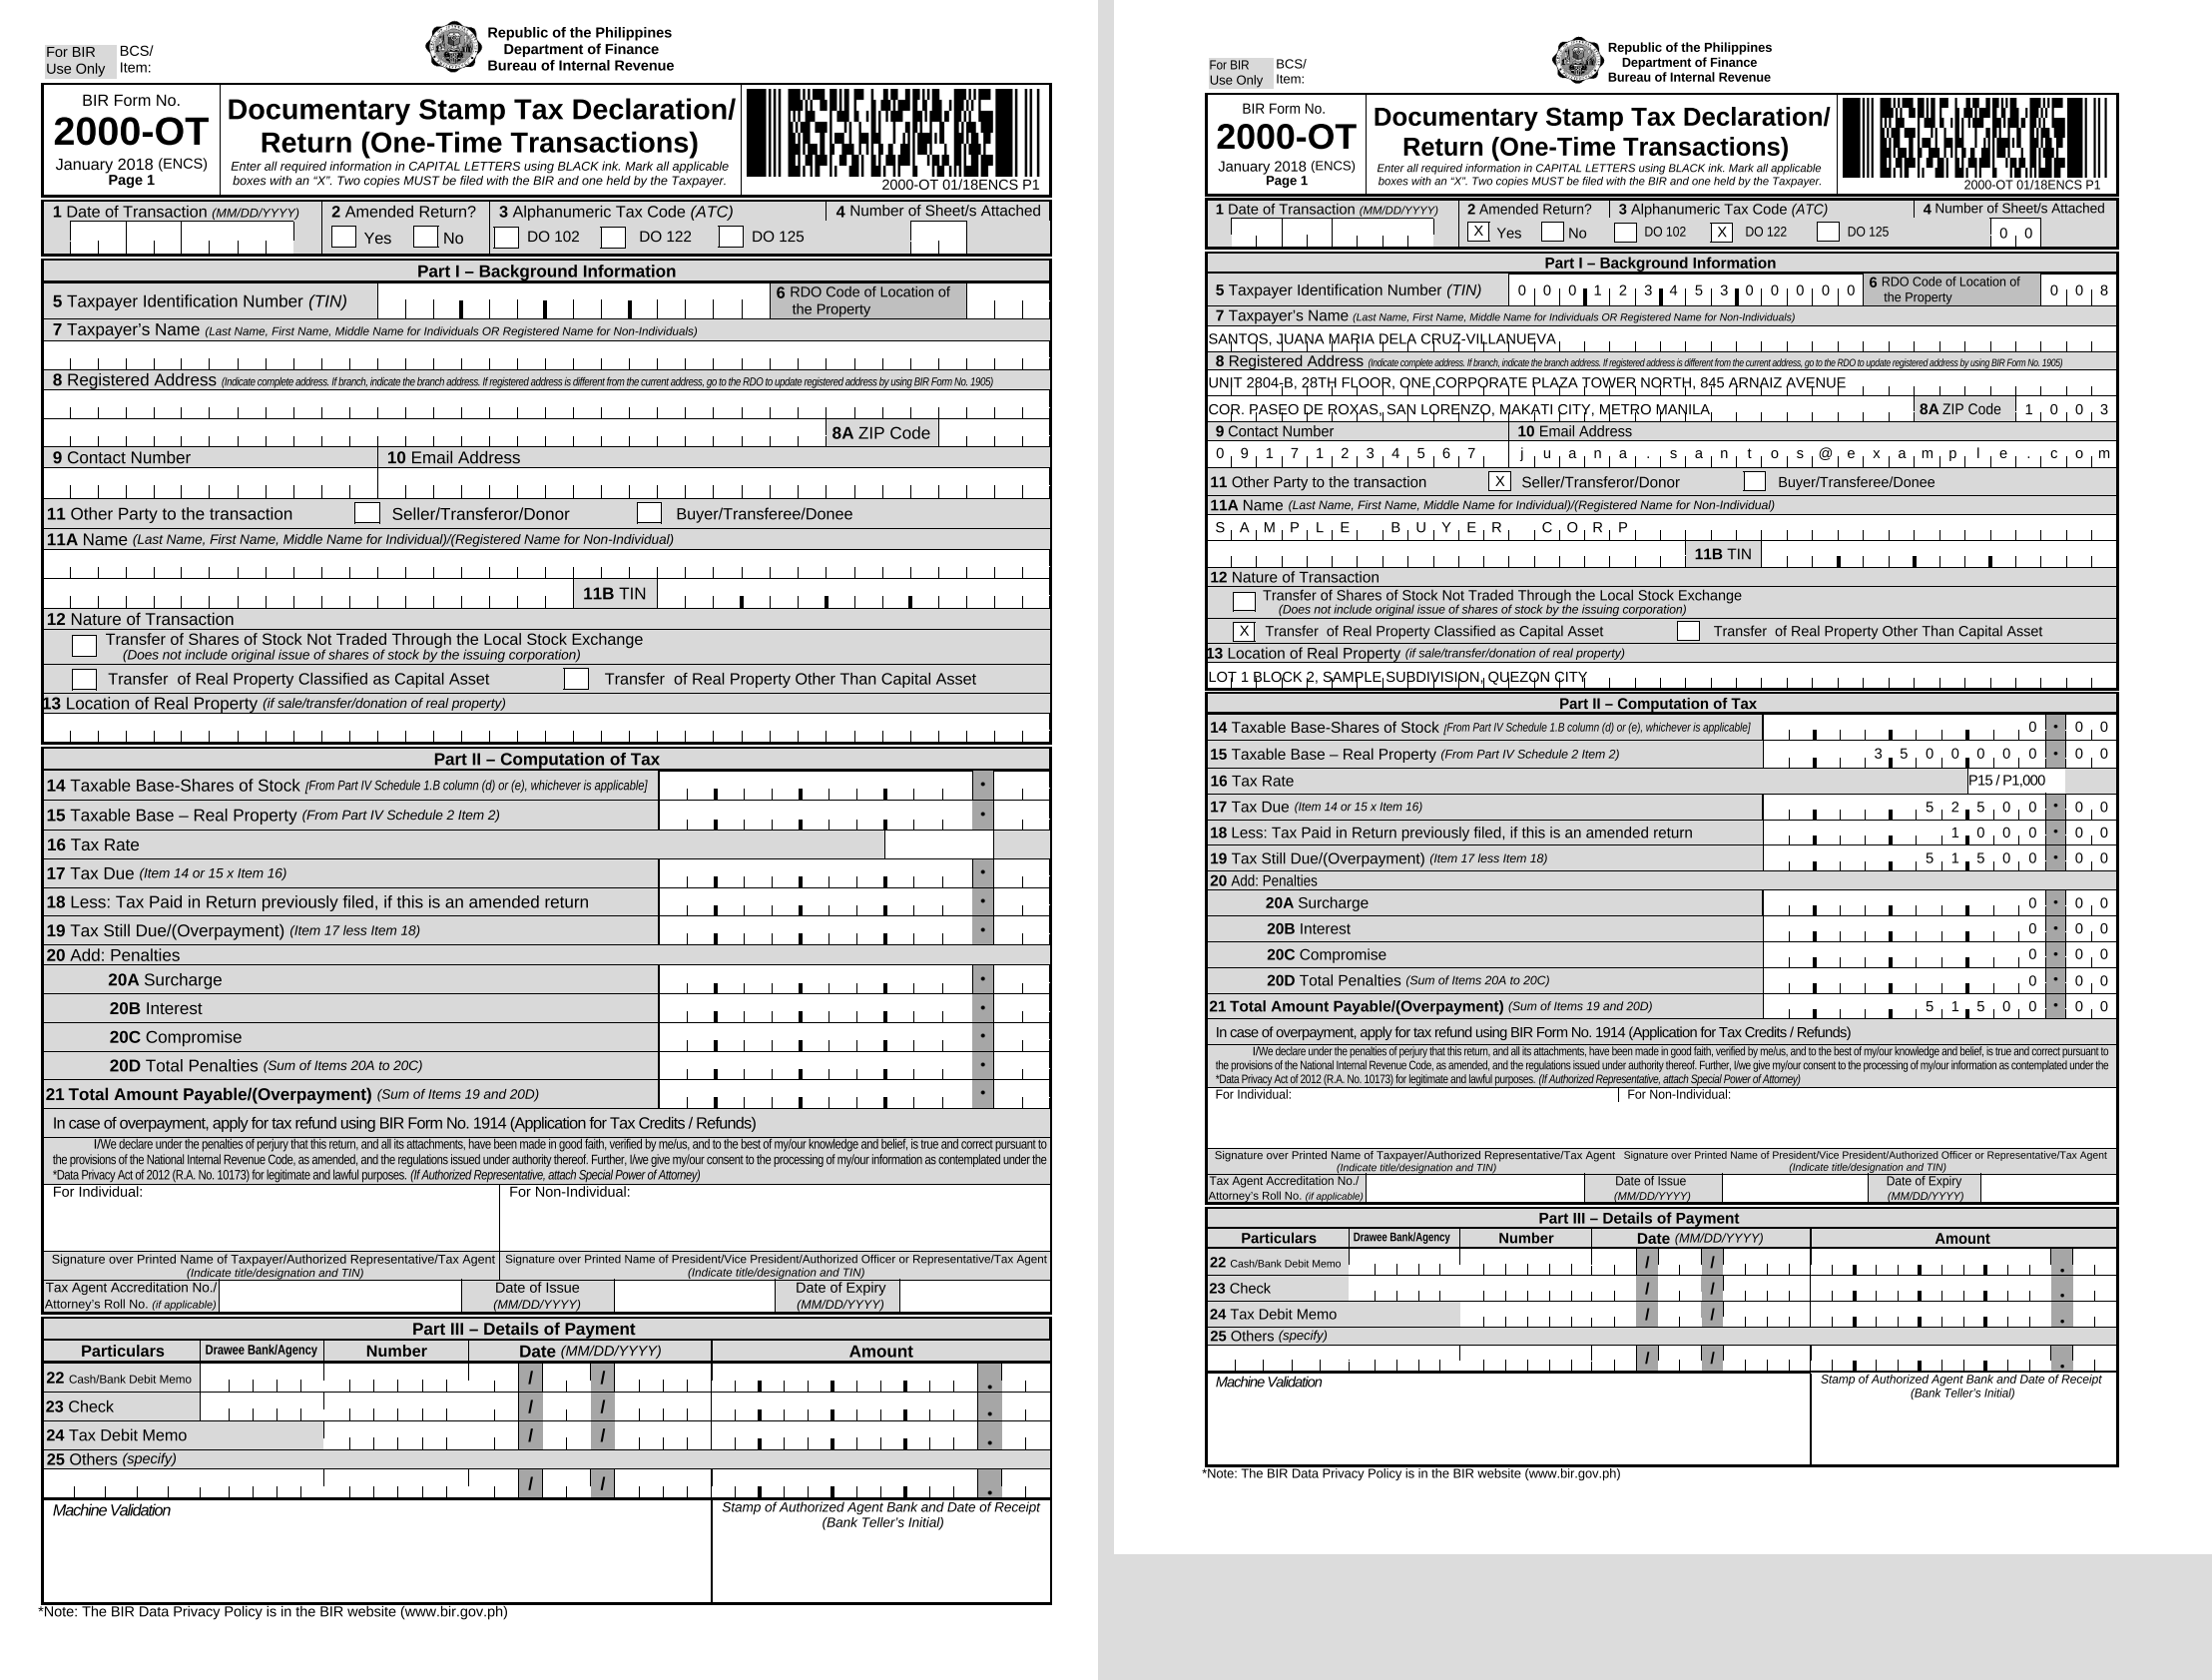 For BIR
Use Only
BCS/
Item:
Republic of the Philippines
Department of Finance
Bureau of Internal Revenue
BIR Form No.
2000-OT
January 2018 (ENCS)
Page 1
Documentary Stamp Tax Declaration/
Return (One-Time Transactions)
Enter all required information in CAPITAL LETTERS using BLACK ink. Mark all applicable
boxes with an “X”. Two copies MUST be filed with the BIR and one held by the Taxpayer.
2000-OT 01/18ENCS P1
1 Date of Transaction (MM/DD/YYYY)
2 Amended Return?
Yes No
3 Alphanumeric Tax Code (ATC)
DO 102 DO 122 DO 125
4 Number of Sheet/s Attached
Part I – Background Information
5 Taxpayer Identification Number (TIN)
6 RDO Code of Location of
the Property
7 Taxpayer’s Name (Last Name, First Name, Middle Name for Individuals OR Registered Name for Non-Individuals)
8 Registered Address (Indicate complete address. If branch, indicate the branch address. If registered address is different from the current address, go to the RDO to update registered address by using BIR Form No. 1905)
8A ZIP Code
9 Contact Number
10 Email Address
11 Other Party to the transaction Seller/Transferor/Donor Buyer/Transferee/Donee
11A Name (Last Name, First Name, Middle Name for Individual)/(Registered Name for Non-Individual)
11B TIN
12 Nature of Transaction
Transfer of Shares of Stock Not Traded Through the Local Stock Exchange
(Does not include original issue of shares of stock by the issuing corporation)
Transfer of Real Property Classified as Capital Asset
Transfer of Real Property Other Than Capital Asset
13 Location of Real Property (if sale/transfer/donation of real property)
Part II – Computation of Tax
14 Taxable Base-Shares of Stock [From Part IV Schedule 1.B column (d) or (e), whichever is applicable]
15 Taxable Base – Real Property (From Part IV Schedule 2 Item 2)
16 Tax Rate
17 Tax Due (Item 14 or 15 x Item 16)
18 Less: Tax Paid in Return previously filed, if this is an amended return
19 Tax Still Due/(Overpayment) (Item 17 less Item 18)
20 Add: Penalties
20A Surcharge
20B Interest
20C Compromise
20D Total Penalties (Sum of Items 20A to 20C)
21 Total Amount Payable/(Overpayment) (Sum of Items 19 and 20D)
In case of overpayment, apply for tax refund using BIR Form No. 1914 (Application for Tax Credits / Refunds)
I/We declare under the penalties of perjury that this return, and all its attachments, have been made in good faith, verified by me/us, and to the best of my/our knowledge and belief, is true and correct pursuant to
the provisions of the National Internal Revenue Code, as amended, and the regulations issued under authority thereof. Further, I/we give my/our consent to the processing of my/our information as contemplated under the
*Data Privacy Act of 2012 (R.A. No. 10173) for legitimate and lawful purposes. (If Authorized Representative, attach Special Power of Attorney)
For Individual:
For Non-Individual:
Signature over Printed Name of Taxpayer/Authorized Representative/Tax Agent
(Indicate title/designation and TIN)
Signature over Printed Name of President/Vice President/Authorized Officer or Representative/Tax Agent
(Indicate title/designation and TIN)
Tax Agent Accreditation No./
Attorney’s Roll No. (if applicable)
Date of Issue
(MM/DD/YYYY)
Date of Expiry
(MM/DD/YYYY)
Part III – Details of Payment
Particulars Drawee Bank/Agency Number Date (MM/DD/YYYY) Amount
22 Cash/Bank Debit Memo / / .
23 Check / / .
24 Tax Debit Memo / / .
25 Others (specify)
/ / .
Machine Validation
Stamp of Authorized Agent Bank and Date of Receipt
(Bank Teller’s Initial)
*Note: The BIR Data Privacy Policy is in the BIR website (www.bir.gov.ph)
For BIR
Use Only
BCS/
Item:
Republic of the Philippines
Department of Finance
Bureau of Internal Revenue
BIR Form No.
2000-OT
January 2018 (ENCS)
Page 1
Documentary Stamp Tax Declaration/
Return (One-Time Transactions)
Enter all required information in CAPITAL LETTERS using BLACK ink. Mark all applicable
boxes with an “X”. Two copies MUST be filed with the BIR and one held by the Taxpayer.
2000-OT 01/18ENCS P1
1 Date of Transaction (MM/DD/YYYY)
2 Amended Return?
X Yes No
3 Alphanumeric Tax Code (ATC)
DO 102 X DO 122 DO 125
4 Number of Sheet/s Attached
0 0
Part I – Background Information
5 Taxpayer Identification Number (TIN) 0 0 0 1 2 3 4 5 3 0 0 0 0 0
6 RDO Code of Location of
the Property
0 0 8
7 Taxpayer’s Name (Last Name, First Name, Middle Name for Individuals OR Registered Name for Non-Individuals)
SANTOS, JUANA MARIA DELA CRUZ-VILLANUEVA
8 Registered Address (Indicate complete address. If branch, indicate the branch address. If registered address is different from the current address, go to the RDO to update registered address by using BIR Form No. 1905)
UNIT 2804-B, 28TH FLOOR, ONE CORPORATE PLAZA TOWER NORTH, 845 ARNAIZ AVENUE
COR. PASEO DE ROXAS, SAN LORENZO, MAKATI CITY, METRO MANILA
8A ZIP Code 1 0 0 3
9 Contact Number
10 Email Address
0 9 1 7 1 2 3 4 5 6 7
j u a n a . s a n t o s @ e x a m p l e . c o m
11 Other Party to the transaction X Seller/Transferor/Donor Buyer/Transferee/Donee
11A Name (Last Name, First Name, Middle Name for Individual)/(Registered Name for Non-Individual)
S A M P L E B U Y E R C O R P
11B TIN
12 Nature of Transaction
Transfer of Shares of Stock Not Traded Through the Local Stock Exchange
(Does not include original issue of shares of stock by the issuing corporation)
X Transfer of Real Property Classified as Capital Asset
Transfer of Real Property Other Than Capital Asset
13 Location of Real Property (if sale/transfer/donation of real property)
LOT 1 BLOCK 2, SAMPLE SUBDIVISION, QUEZON CITY
Part II – Computation of Tax
14 Taxable Base-Shares of Stock [From Part IV Schedule 1.B column (d) or (e), whichever is applicable] 0 • 0 0
15 Taxable Base – Real Property (From Part IV Schedule 2 Item 2) 3 5 0 0 0 0 0 • 0 0
16 Tax Rate P15 / P1,000
17 Tax Due (Item 14 or 15 x Item 16) 5 2 5 0 0 • 0 0
18 Less: Tax Paid in Return previously filed, if this is an amended return 1 0 0 0 • 0 0
19 Tax Still Due/(Overpayment) (Item 17 less Item 18) 5 1 5 0 0 • 0 0
20 Add: Penalties
20A Surcharge 0 • 0 0
20B Interest 0 • 0 0
20C Compromise 0 • 0 0
20D Total Penalties (Sum of Items 20A to 20C) 0 • 0 0
21 Total Amount Payable/(Overpayment) (Sum of Items 19 and 20D) 5 1 5 0 0 • 0 0
In case of overpayment, apply for tax refund using BIR Form No. 1914 (Application for Tax Credits / Refunds)
I/We declare under the penalties of perjury that this return, and all its attachments, have been made in good faith, verified by me/us, and to the best of my/our knowledge and belief, is true and correct pursuant to
the provisions of the National Internal Revenue Code, as amended, and the regulations issued under authority thereof. Further, I/we give my/our consent to the processing of my/our information as contemplated under the
*Data Privacy Act of 2012 (R.A. No. 10173) for legitimate and lawful purposes. (If Authorized Representative, attach Special Power of Attorney)
For Individual:
For Non-Individual:
Signature over Printed Name of Taxpayer/Authorized Representative/Tax Agent
(Indicate title/designation and TIN)
Signature over Printed Name of President/Vice President/Authorized Officer or Representative/Tax Agent
(Indicate title/designation and TIN)
Tax Agent Accreditation No./
Attorney’s Roll No. (if applicable)
Date of Issue
(MM/DD/YYYY)
Date of Expiry
(MM/DD/YYYY)
Part III – Details of Payment
Particulars Drawee Bank/Agency Number Date (MM/DD/YYYY) Amount
22 Cash/Bank Debit Memo / / .
23 Check / / .
24 Tax Debit Memo / / .
25 Others (specify)
/ / .
Machine Validation
Stamp of Authorized Agent Bank and Date of Receipt
(Bank Teller’s Initial)
*Note: The BIR Data Privacy Policy is in the BIR website (www.bir.gov.ph)